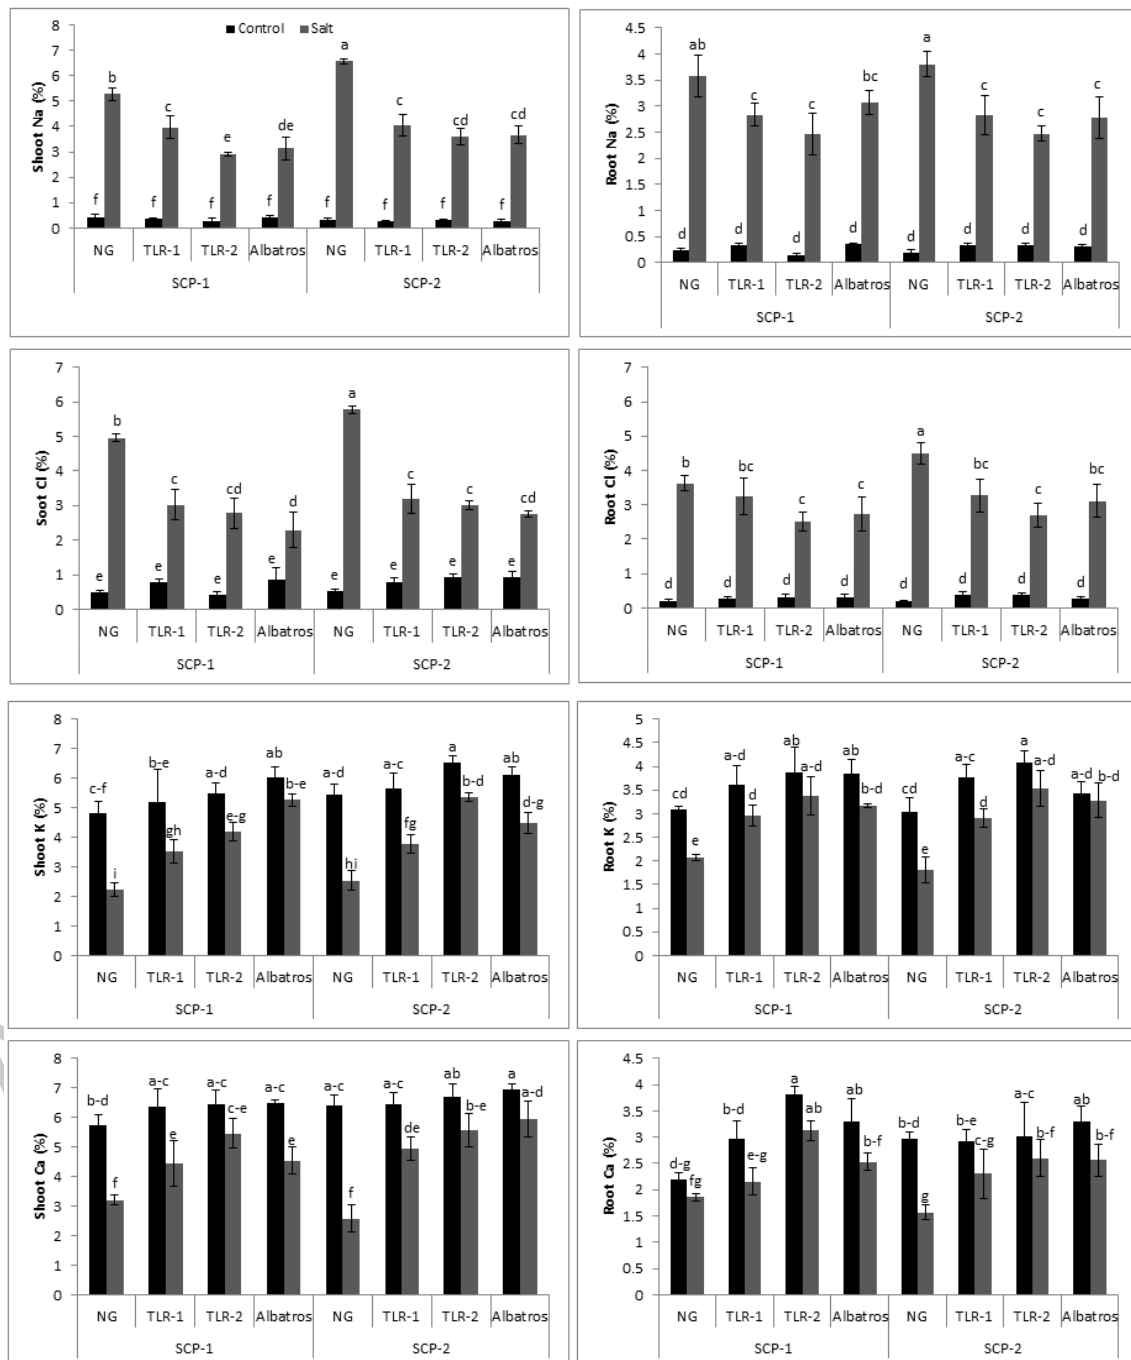 Control Salt
Shoot Na (%)
8
7
6
5
4
3
2
1
0
b c e de a c cd cd
f f f f f f f f
NG TLR-1 TLR-2 Albatros NG TLR-1 TLR-2 Albatros
SCP-1 SCP-2
Root Na (%)
4.5
4
3.5
3
2.5
2
1.5
1
0.5
0
ab c c bc a c c c
d d d d d d d d
NG TLR-1 TLR-2 Albatros NG TLR-1 TLR-2 Albatros
SCP-1 SCP-2
Soot Cl (%)
7
6
5
4
3
2
1
0
b c cd d a c c cd
e e e e e e e e
NG TLR-1 TLR-2 Albatros NG TLR-1 TLR-2 Albatros
SCP-1 SCP-2
Root Cl (%)
7
6
5
4
3
2
1
0
b bc c c a bc c bc
d d d d d d d d
NG TLR-1 TLR-2 Albatros NG TLR-1 TLR-2 Albatros
SCP-1 SCP-2
Shoot K (%)
8
7
6
5
4
3
2
1
0
c-f b-e a-d ab a-d a-c a ab
i gh e-g b-e hi fg b-d d-g
NG TLR-1 TLR-2 Albatros NG TLR-1 TLR-2 Albatros
SCP-1 SCP-2
Root K (%)
5
4.5
4
3.5
3
2.5
2
1.5
1
0.5
0
cd a-d ab ab cd a-c a a-d
e d a-d b-d e d a-d b-d
NG TLR-1 TLR-2 Albatros NG TLR-1 TLR-2 Albatros
SCP-1 SCP-2
Shoot Ca (%)
8
7
6
5
4
3
2
1
0
b-d a-c a-c a-c a-c a-c ab a
f e c-e e f de b-e a-d
NG TLR-1 TLR-2 Albatros NG TLR-1 TLR-2 Albatros
SCP-1 SCP-2
Root Ca (%)
4.5
4
3.5
3
2.5
2
1.5
1
0.5
0
d-g b-d a ab b-d b-e a-c ab
fg e-g ab b-f g c-g b-f b-f
NG TLR-1 TLR-2 Albatros NG TLR-1 TLR-2 Albatros
SCP-1 SCP-2